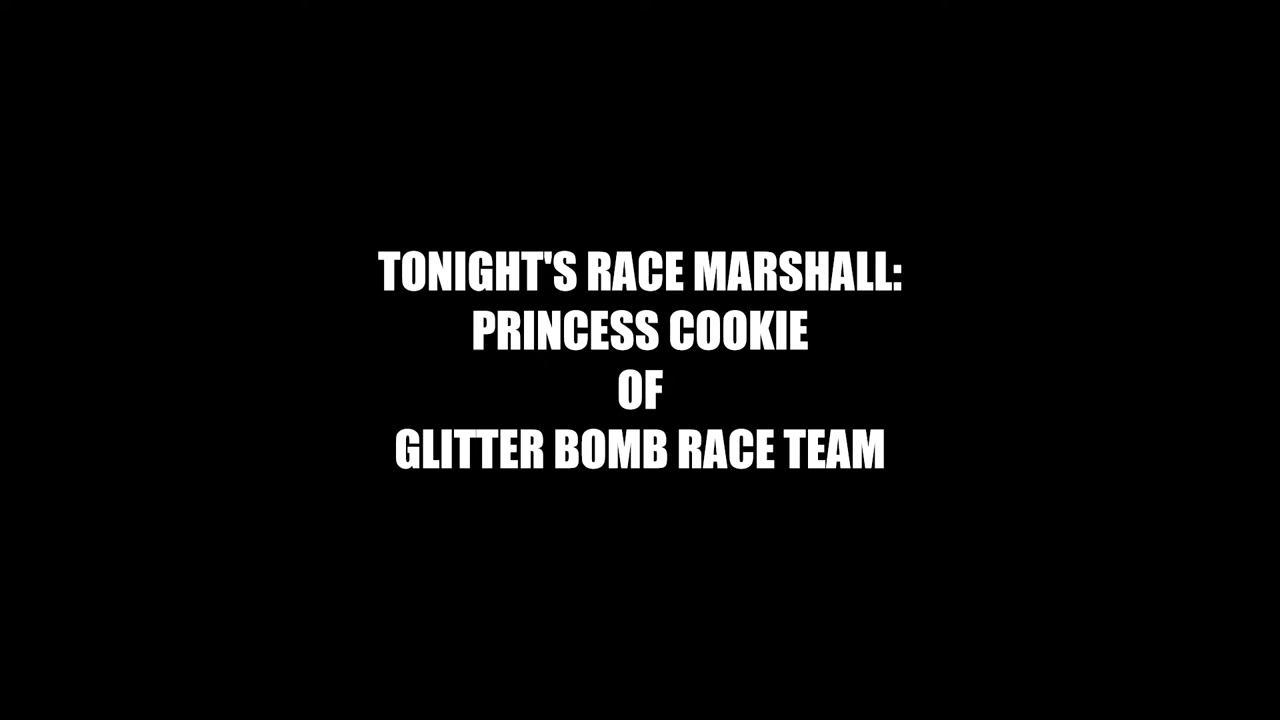 TONIGHT'S RACE MARSHALL:
PRINCESS COOKIE
OF
GLITTER BOMB RACE TEAM